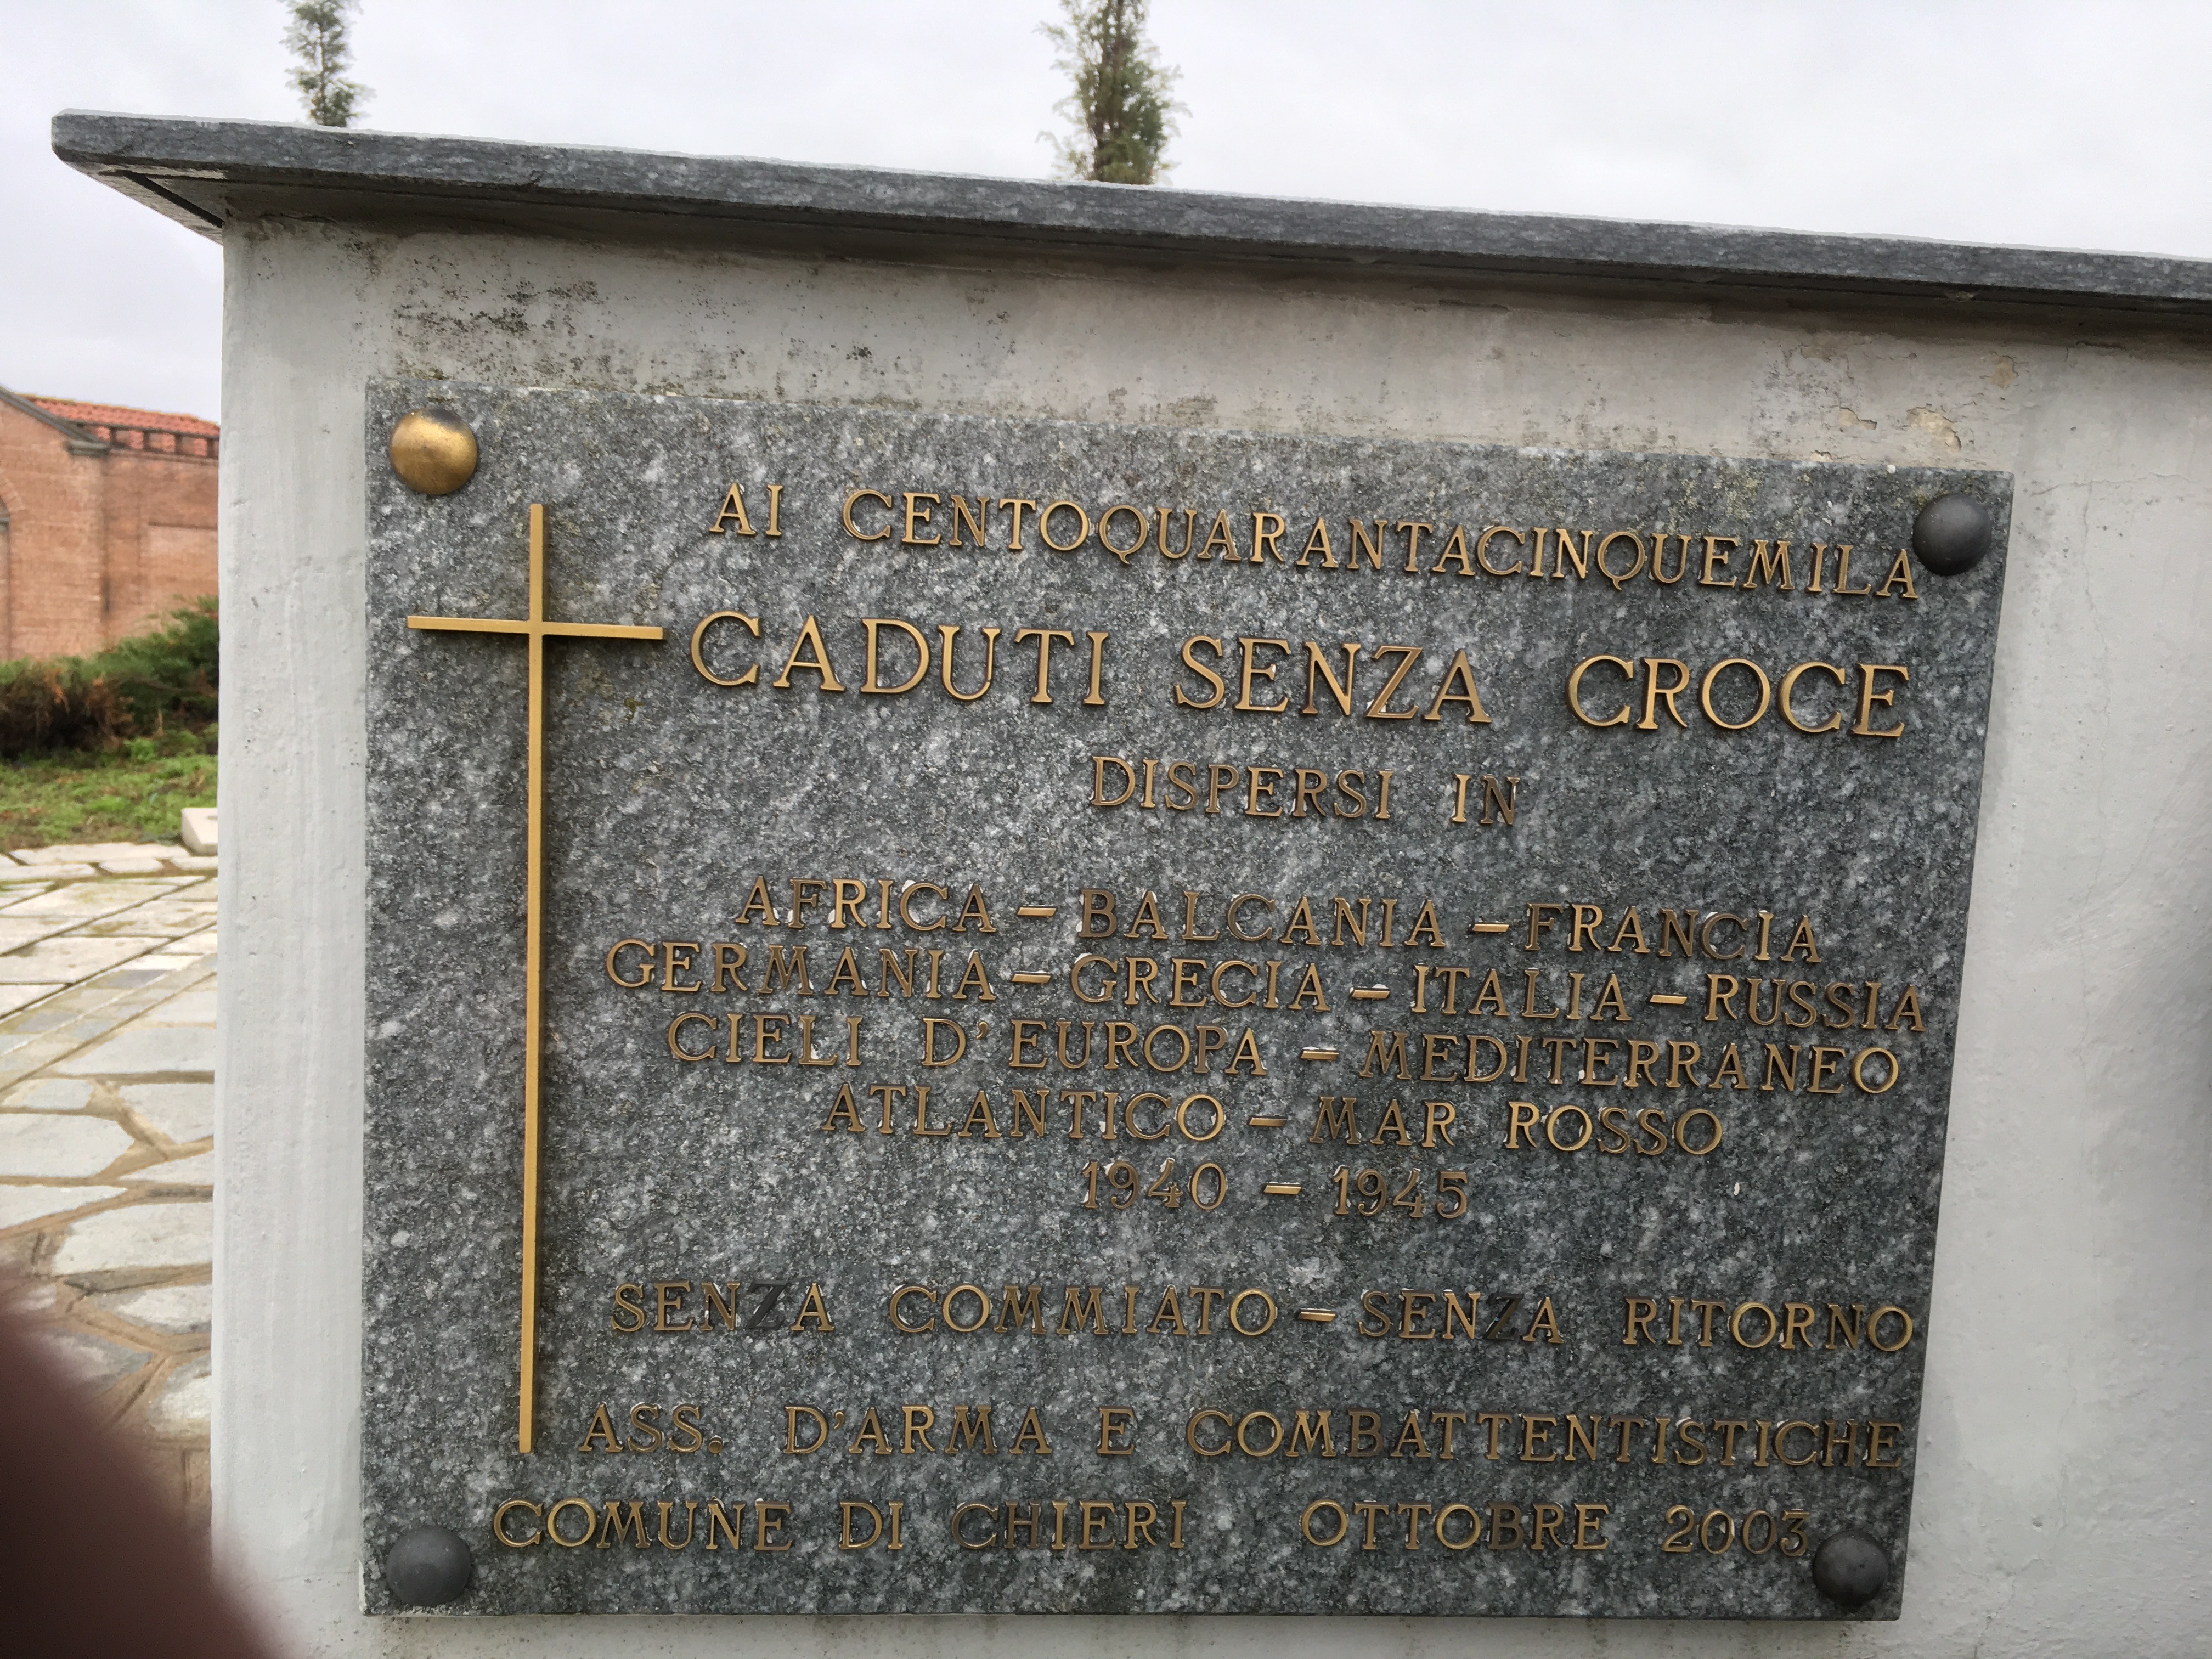 AI CENTOQUARANTACINQUEMILA
CADUTI SENZA CROCE
DISPERSI IN
AFRICA - BALCANIA - FRANCIA
GERMANIA - GRECIA - ITALIA - RUSSIA
CIELI D'EUROPA - MEDITERRANEO
ATLANTICO - MAR ROSSO
1940 - 1945
SENZA COMMIATO - SENZA RITORNO
ASS. D'ARMA E COMBATTENTISTICHE
COMUNE DI CHIERI OTTOBRE 2003